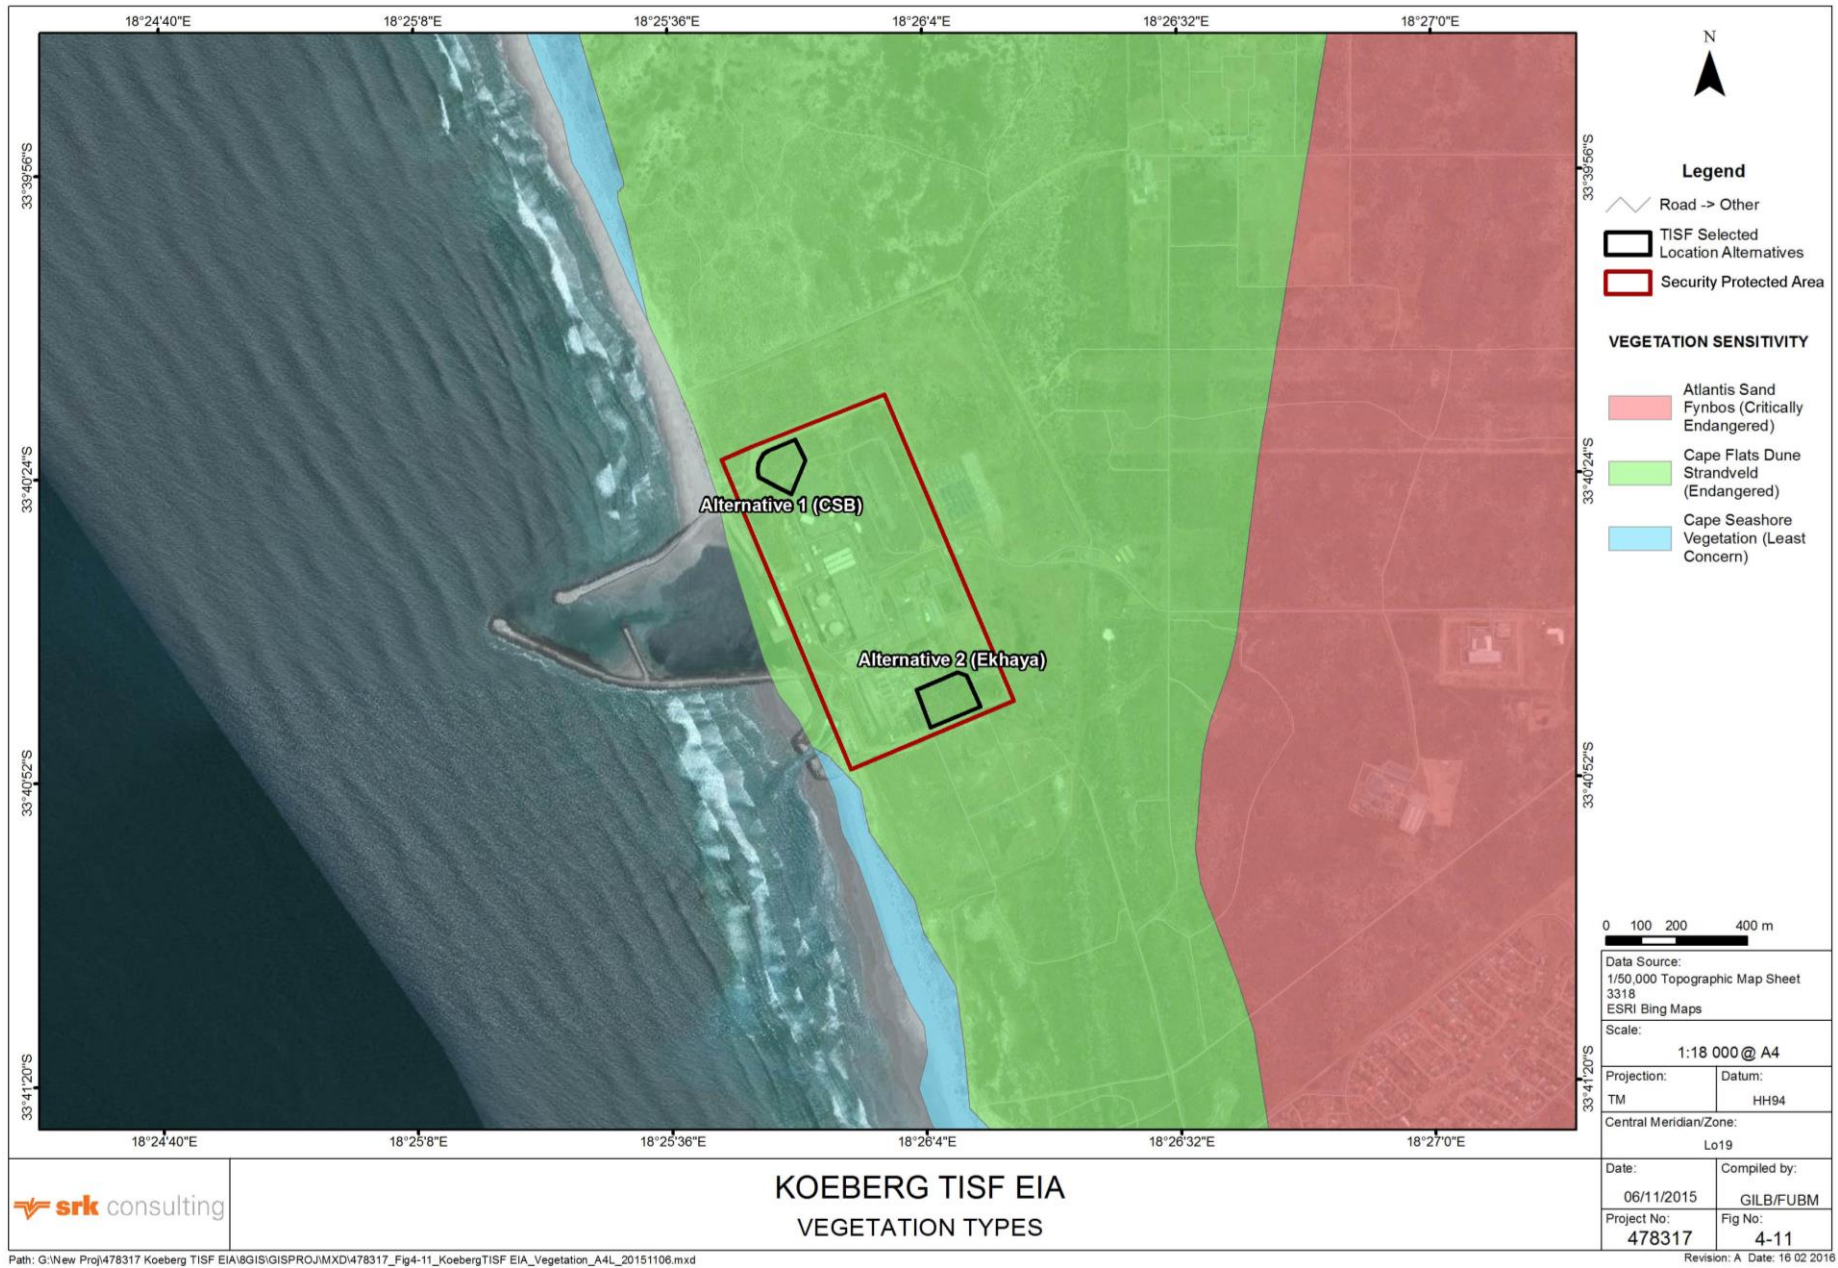 18°24'40"E 18°25'8"E 18°25'36"E 18°26'4"E 18°26'32"E 18°27'0"E
33°39'56"S
33°40'24"S
33°40'52"S
33°41'20"S
Alternative 1 (CSB)
Alternative 2 (Ekhaya)
33°39'56"S
33°40'24"S
33°40'52"S
33°41'20"S
18°24'40"E 18°25'8"E 18°25'36"E 18°26'4"E 18°26'32"E 18°27'0"E
N
Legend
Road -> Other
TISF Selected
Location Alternatives
Security Protected Area
VEGETATION SENSITIVITY
Atlantis Sand
Fynbos (Critically
Endangered)
Cape Flats Dune
Strandveld
(Endangered)
Cape Seashore
Vegetation (Least
Concern)
0 100 200 400 m
Data Source:
1/50,000 Topographic Map Sheet
3318
ESRI Bing Maps
Scale:
1:18 000 @ A4
Projection: Datum:
TM HH94
Central Meridian/Zone:
Lo19
Date: Compiled by:
06/11/2015 GILB/FUBM
Project No: Fig No:
478317 4-11
srk consulting
KOEBERG TISF EIA
VEGETATION TYPES
Path: G:\New Proj\478317 Koeberg TISF EIA\8GIS\GISPROJ\MXD\478317_Fig4-11_KoebergTISF EIA_Vegetation_A4L_20151106.mxd
Revision: A Date: 16 02 2016